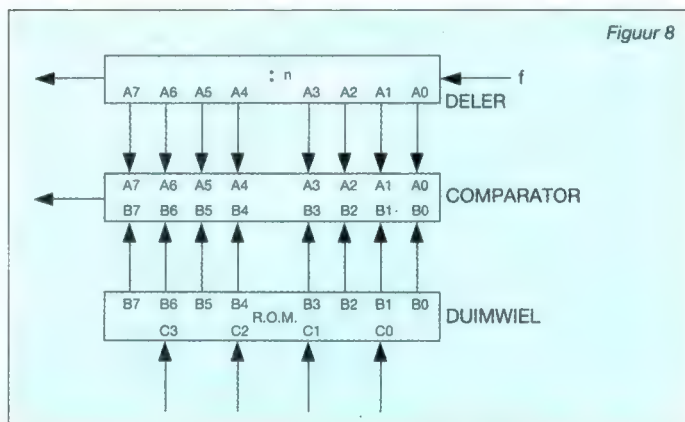 Figuur 8
: n
f
A7 A6 A5 A4 A3 A2 A1 A0
DELER
A7 A6 A5 A4 A3 A2 A1 A0
COMPARATOR
B7 B6 B5 B4 B3 B2 B1 B0
B7 B6 B5 B4 B3 B2 B1 B0
R.O.M.
DUIMWIEL
C3 C2 C1 C0